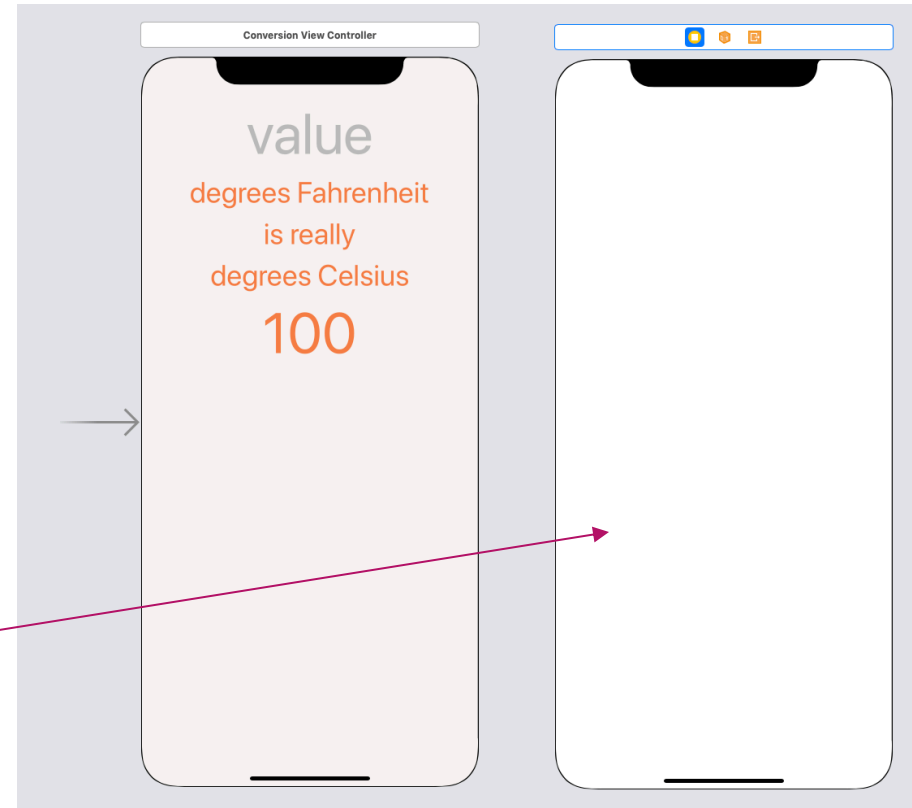 Conversion View Controller
value
degrees Fahrenheit
is really
degrees Celsius
100